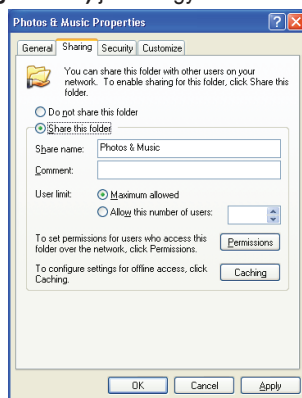 Photos & Music Properties
General Sharing Security Customize
You can share this folder with other users on your
network. To enable sharing for this folder, click Share this
folder.
Do not share this folder
Share this folder
Share name: Photos & Music
Comment:
User limit: Maximum allowed
Allow this number of users:
To set permissions for users who access this
folder over the network, click Permissions.
Permissions
To configure settings for offline access, click
Caching.
Caching
OK Cancel Apply